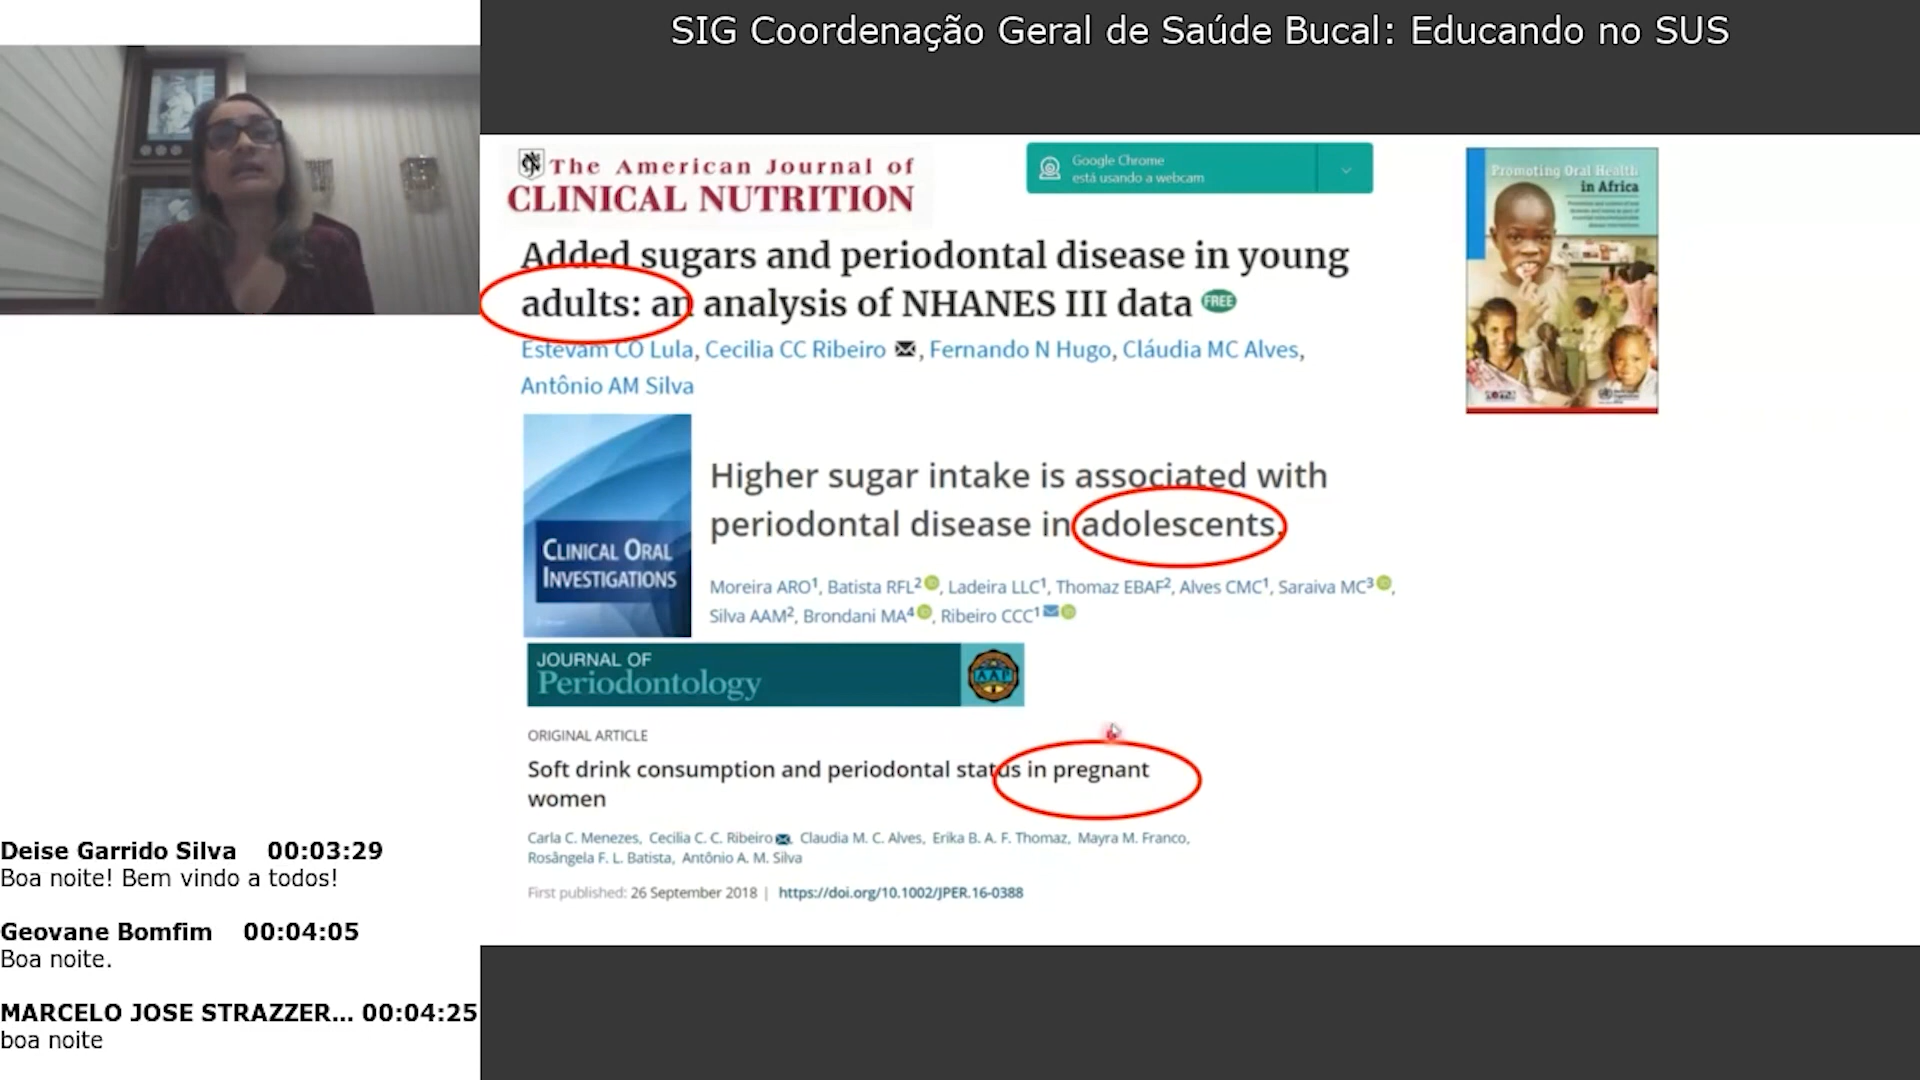 SIG Coordenação Geral de Saúde Bucal: Educando no SUS
The American Journal of
CLINICAL NUTRITION
Google Chrome
está usando a webcam
Promoting Oral Health
in Africa
Added sugars and periodontal disease in young
adults: an analysis of NHANES III data FREE
Estevam CO Lula, Cecilia CC Ribeiro, Fernando N Hugo, Cláudia MC Alves,
Antônio AM Silva
CLINICAL ORAL
INVESTIGATIONS
Higher sugar intake is associated with
periodontal disease in adolescents.
Moreira ARO¹, Batista RFL², Ladeira LLC¹, Thomaz EBAF², Alves CMC¹, Saraiva MC³,
Silva AAM², Brondani MA⁴, Ribeiro CCC¹
JOURNAL OF
Periodontology
AAP
ORIGINAL ARTICLE
Soft drink consumption and periodontal status in pregnant
women
Carla C. Menezes, Cecilia C. C. Ribeiro, Claudia M. C. Alves, Erika B. A. F. Thomaz, Mayra M. Franco,
Rosângela F. L. Batista, Antônio A. M. Silva
First published: 26 September 2018 | https://doi.org/10.1002/JPER.16-0388
Deise Garrido Silva 00:03:29
Boa noite! Bem vindo a todos!
Geovane Bomfim 00:04:05
Boa noite.
MARCELO JOSE STRAZZER... 00:04:25
boa noite